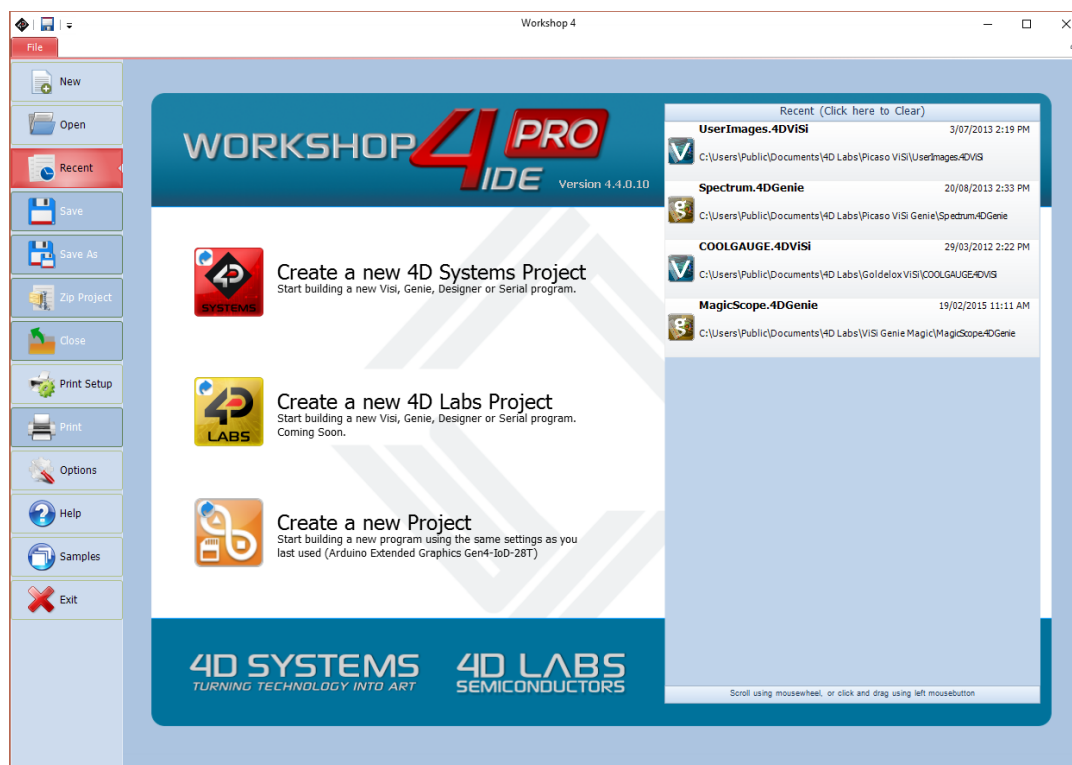 Workshop 4
File
New
Open
Recent
Save
Save As
Zip Project
Close
Print Setup
Print
Options
Help
Samples
Exit
WORKSHOP 4 PRO
IDE Version 4.4.0.10
4D
SYSTEMS
Create a new 4D Systems Project
Start building a new Visi, Genie, Designer or Serial program.
4D
LABS
Create a new 4D Labs Project
Start building a new Visi, Genie, Designer or Serial program.
Coming Soon.
Create a new Project
Start building a new program using the same settings as you
last used (Arduino Extended Graphics Gen4-IoD-28T)
4D SYSTEMS
TURNING TECHNOLOGY INTO ART
4D LABS
SEMICONDUCTORS
Recent (Click here to Clear)
UserImages.4DViSi 3/07/2013 2:19 PM
C:\Users\Public\Documents\4D Labs\Picaso ViSi\UserImages.4DViSi
Spectrum.4DGenie 20/08/2013 2:33 PM
C:\Users\Public\Documents\4D Labs\Picaso ViSi Genie\Spectrum.4DGenie
COOLGAUGE.4DViSi 29/03/2012 2:22 PM
C:\Users\Public\Documents\4D Labs\Goldelox ViSi\COOLGAUGE.4DViSi
MagicScope.4DGenie 19/02/2015 11:11 AM
C:\Users\Public\Documents\4D Labs\ViSi Genie Magic\MagicScope.4DGenie
Scroll using mousewheel, or click and drag using left mousebutton